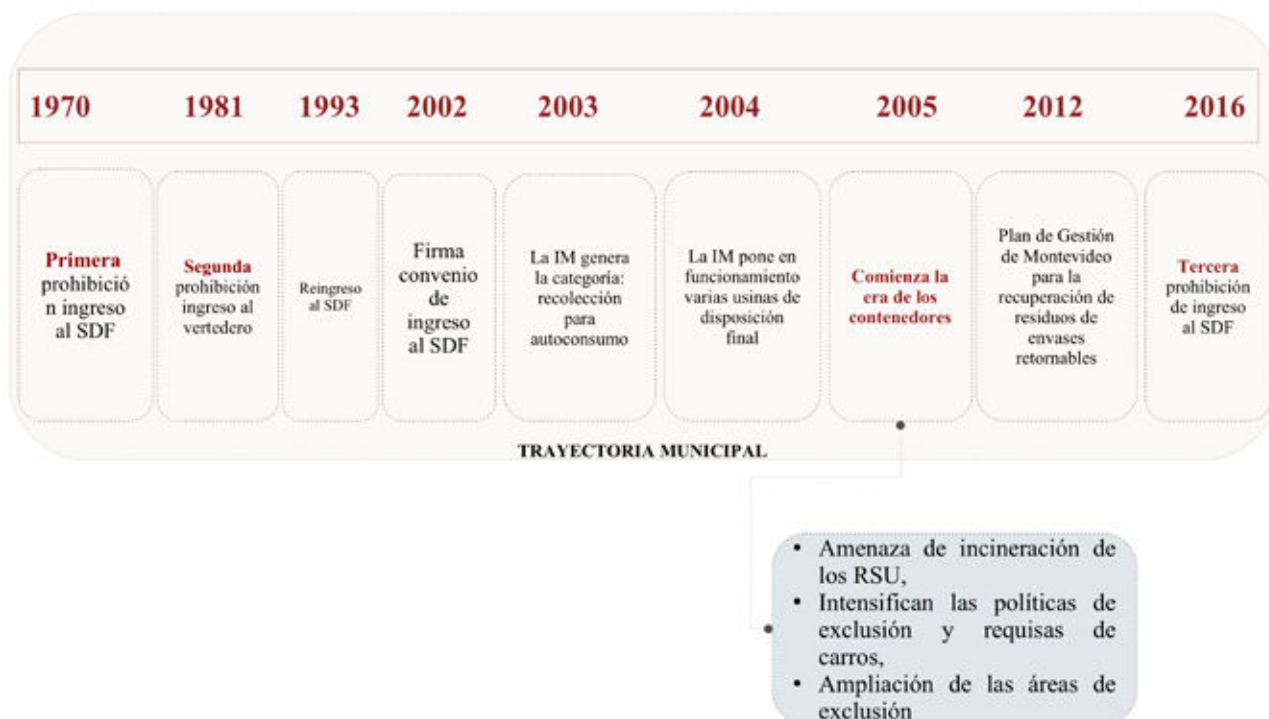 1970 1981 1993 2002 2003 2004 2005 2012 2016
Primera
prohibició
n ingreso
al SDF
Segunda
prohibición
ingreso al
vertedero
Reingreso
al SDF
Firma
convenio
de
ingreso
al SDF
La IM genera
la categoría:
recolección
para
autoconsumo
La IM pone en
funcionamiento
varias usinas de
disposición
final
Comienza la
era de los
contenedores
Plan de Gestión
de Montevideo
para la
recuperación de
residuos de
envases
retornables
Tercera
prohibición
de ingreso
al SDF
TRAYECTORIA MUNICIPAL
• Amenaza de incineración de
los RSU,
• Intensifican las políticas de
exclusión y requisas de
carros,
• Ampliación de las áreas de
exclusión